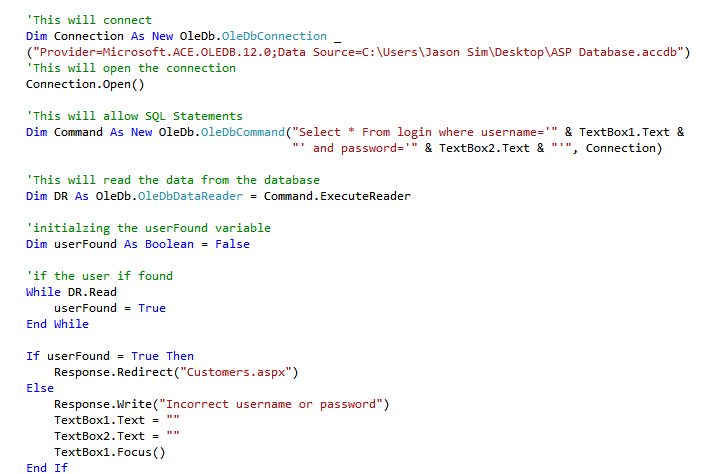 'This will connect
Dim Connection As New OleDb.OleDbConnection _
("Provider=Microsoft.ACE.OLEDB.12.0;Data Source=C:\Users\Jason Sim\Desktop\ASP Database.accdb")
'This will open the connection
Connection.Open()
'This will allow SQL Statements
Dim Command As New OleDb.OleDbCommand("Select * From login where username='" & TextBox1.Text &
"' and password='" & TextBox2.Text & "'", Connection)
'This will read the data from the database
Dim DR As OleDb.OleDbDataReader = Command.ExecuteReader
'initialzing the userFound variable
Dim userFound As Boolean = False
'if the user if found
While DR.Read
userFound = True
End While
If userFound = True Then
Response.Redirect("Customers.aspx")
Else
Response.Write("Incorrect username or password")
TextBox1.Text = ""
TextBox2.Text = ""
TextBox1.Focus()
End If